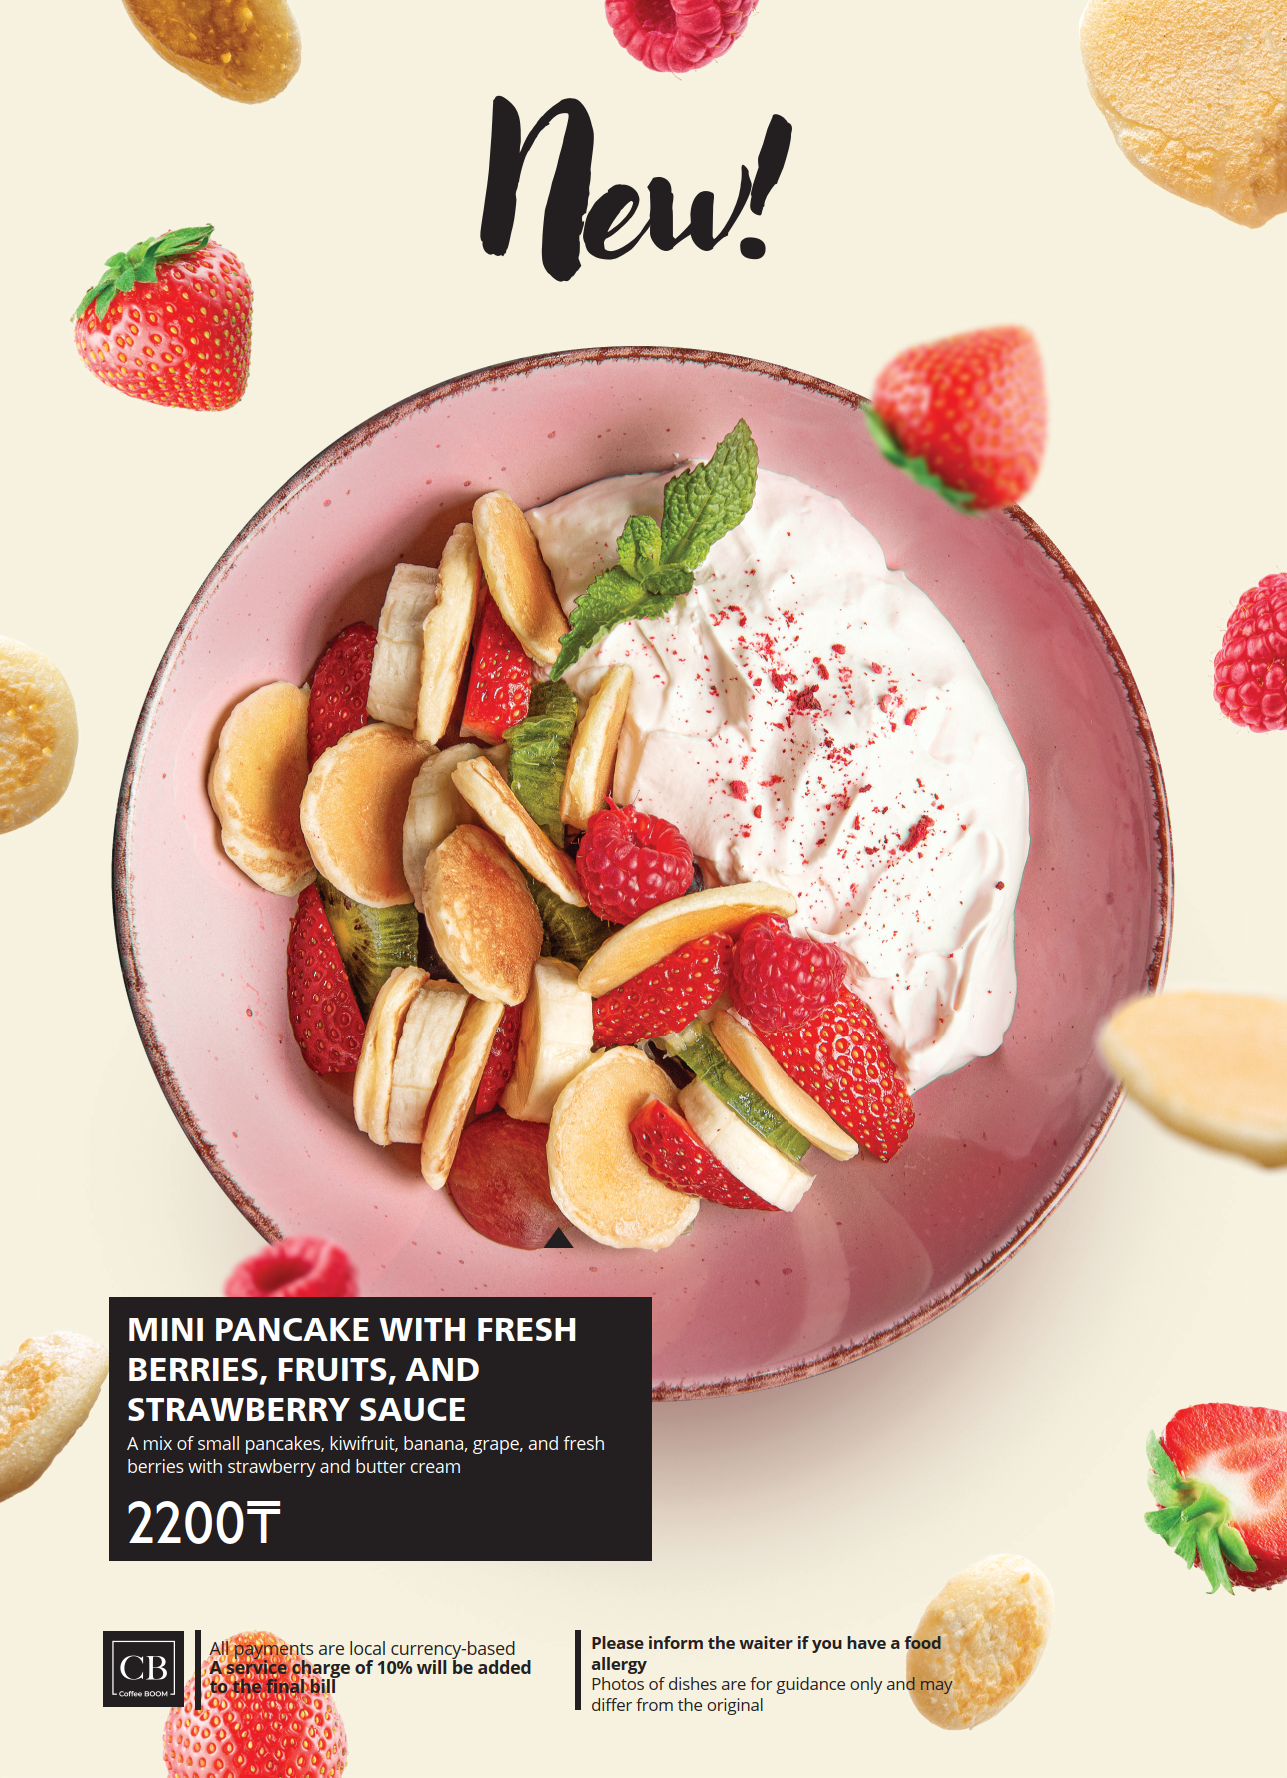 New!
MINI PANCAKE WITH FRESH
BERRIES, FRUITS, AND
STRAWBERRY SAUCE
A mix of small pancakes, kiwifruit, banana, grape, and fresh
berries with strawberry and butter cream
2200₸
CB
Coffee BOOM
All payments are local currency-based
A service charge of 10% will be added
to the final bill
Please inform the waiter if you have a food
allergy
Photos of dishes are for guidance only and may
differ from the original